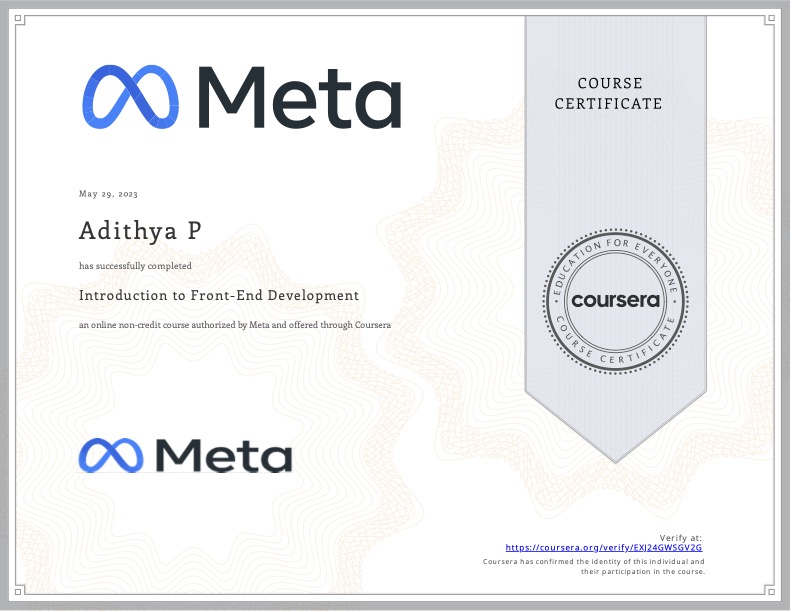 Meta
COURSE
CERTIFICATE
May 29, 2023
Adithya P
has successfully completed
Introduction to Front-End Development
an online non-credit course authorized by Meta and offered through Coursera
EDUCATION FOR EVERYONE
coursera
COURSE CERTIFICATE
Meta
Verify at:
https://coursera.org/verify/EXJ24GWSGV2G
Coursera has confirmed the identity of this individual and
their participation in the course.